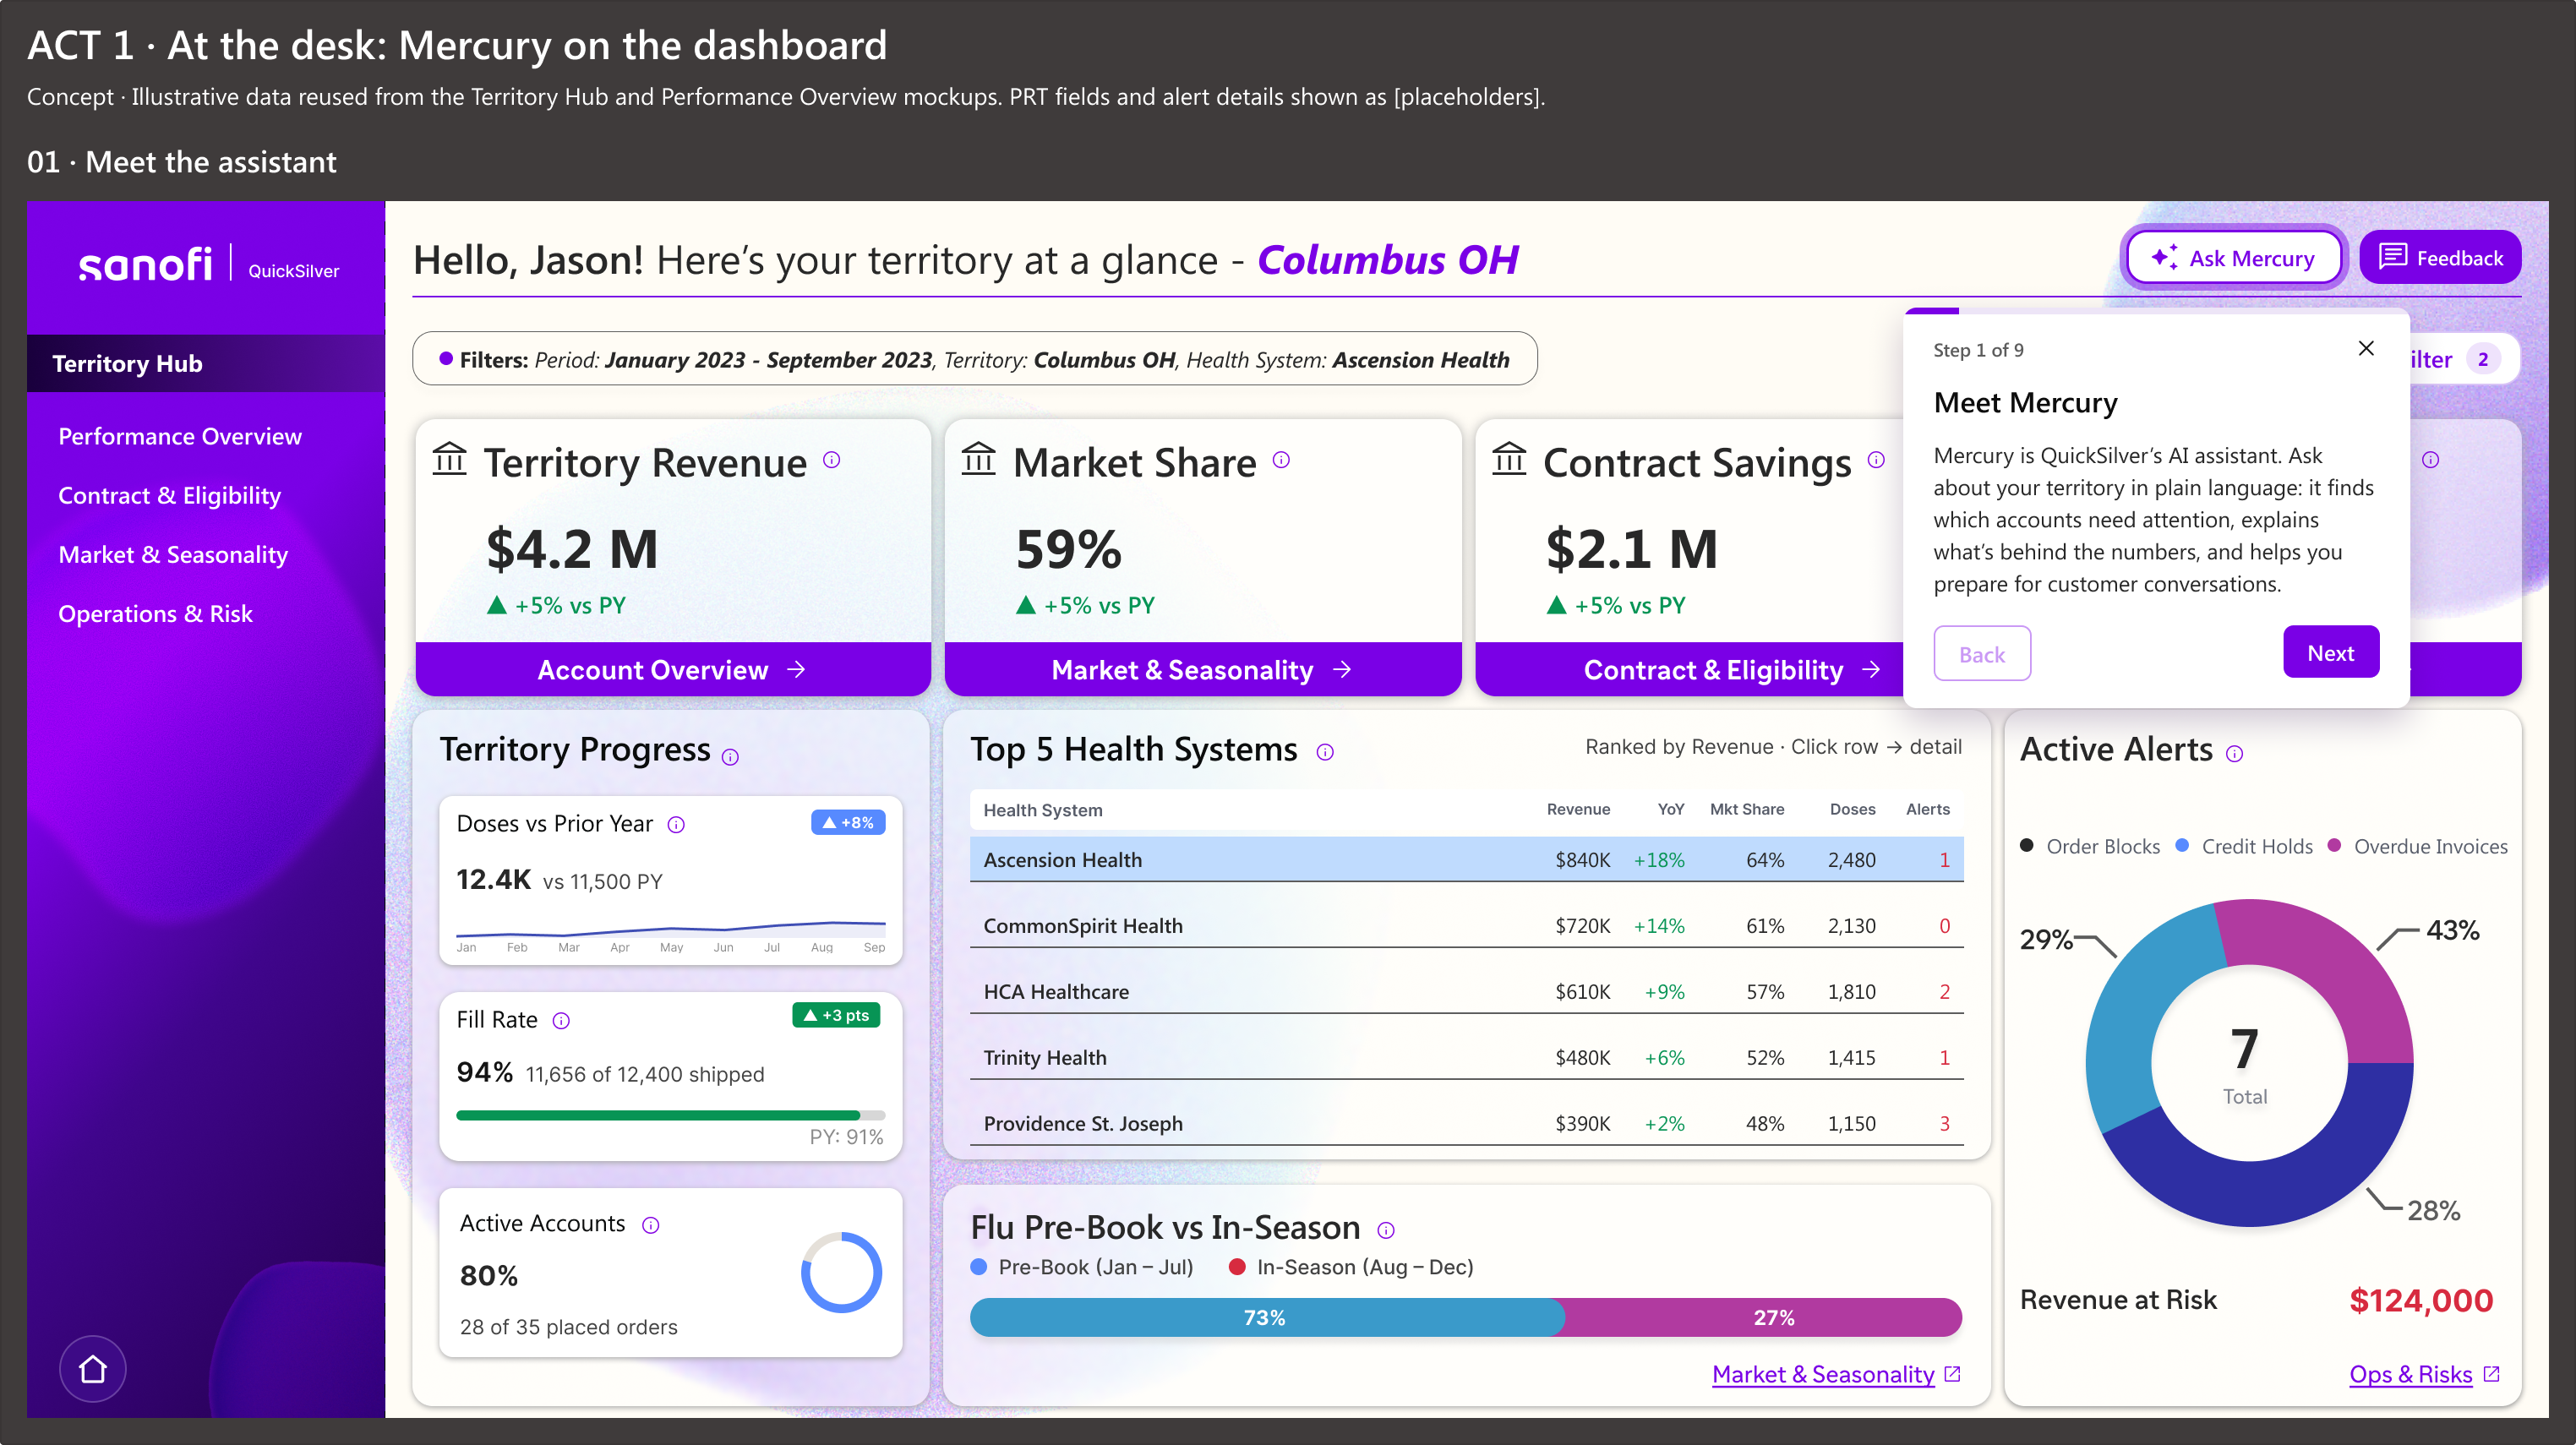 ACT 1 · At the desk: Mercury on the dashboard
Concept · Illustrative data reused from the Territory Hub and Performance Overview mockups. PRT fields and alert details shown as [placeholders].
01 · Meet the assistant
sanofi | QuickSilver
Territory Hub
Performance Overview
Contract & Eligibility
Market & Seasonality
Operations & Risk
Hello, Jason! Here's your territory at a glance - Columbus OH
Ask Mercury
Feedback
Filters: Period: January 2023 - September 2023, Territory: Columbus OH, Health System: Ascension Health
ilter 2
Step 1 of 9
Meet Mercury
Mercury is QuickSilver's AI assistant. Ask
about your territory in plain language: it finds
which accounts need attention, explains
what's behind the numbers, and helps you
prepare for customer conversations.
Back
Next
Territory Revenue
$4.2 M
▲ +5% vs PY
Account Overview →
Market Share
59%
▲ +5% vs PY
Market & Seasonality →
Contract Savings
$2.1 M
▲ +5% vs PY
Contract & Eligibility →
Territory Progress
Doses vs Prior Year
▲ +8%
12.4K vs 11,500 PY
Jan Feb Mar Apr May Jun Jul Aug Sep
Fill Rate
▲ +3 pts
94% 11,656 of 12,400 shipped
PY: 91%
Active Accounts
80%
28 of 35 placed orders
Top 5 Health Systems
Ranked by Revenue · Click row → detail
Health System Revenue YoY Mkt Share Doses Alerts
Ascension Health $840K +18% 64% 2,480 1
CommonSpirit Health $720K +14% 61% 2,130 0
HCA Healthcare $610K +9% 57% 1,810 2
Trinity Health $480K +6% 52% 1,415 1
Providence St. Joseph $390K +2% 48% 1,150 3
Flu Pre-Book vs In-Season
Pre-Book (Jan – Jul) In-Season (Aug – Dec)
73% 27%
Market & Seasonality
Active Alerts
Order Blocks Credit Holds Overdue Invoices
29%
43%
7
Total
28%
Revenue at Risk $124,000
Ops & Risks